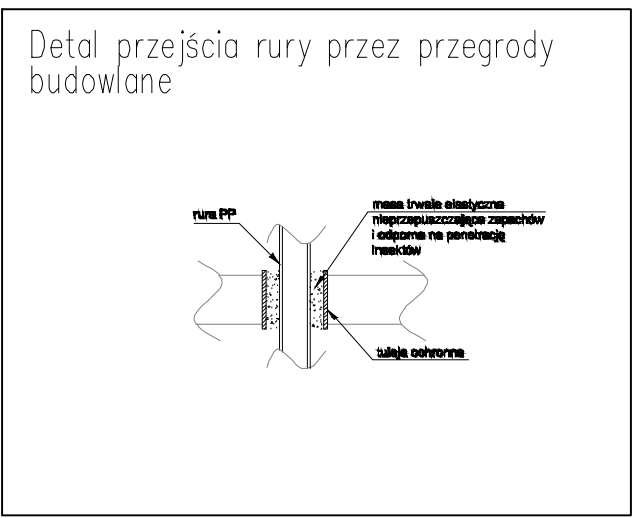 Detal przejścia rury przez przegrody
budowlane
rura PP
masa trwale elastyczna
nieprzepuszczająca zapachów
i odporna na penetrację
insektów
tuleja ochronna